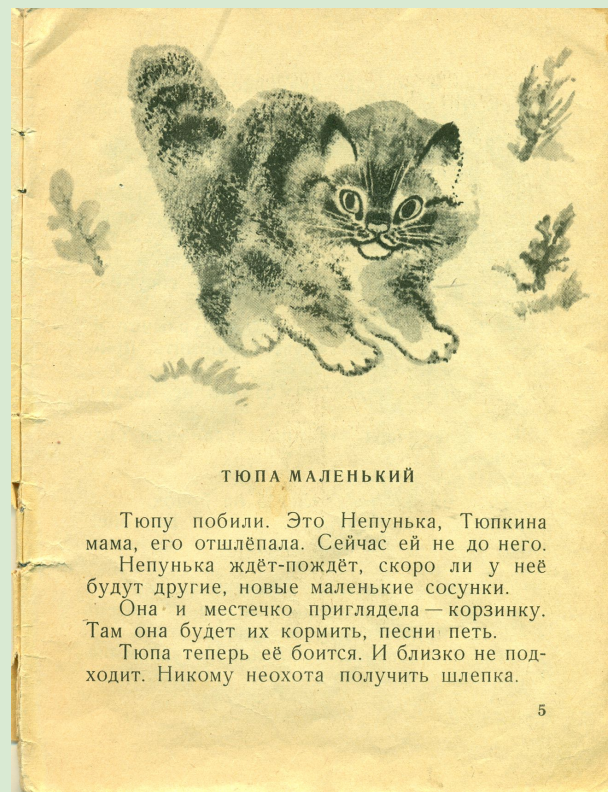 ТЮПА МАЛЕНЬКИЙ
Тюпу побили. Это Непунька, Тюпкина
мама, его отшлёпала. Сейчас ей не до него.
Непунька ждёт-пождёт, скоро ли у неё
будут другие, новые маленькие сосунки.
Она и местечко приглядела — корзинку.
Там она будет их кормить, песни петь.
Тюпа теперь её боится. И близко не под-
ходит. Никому неохота получить шлепка.
5